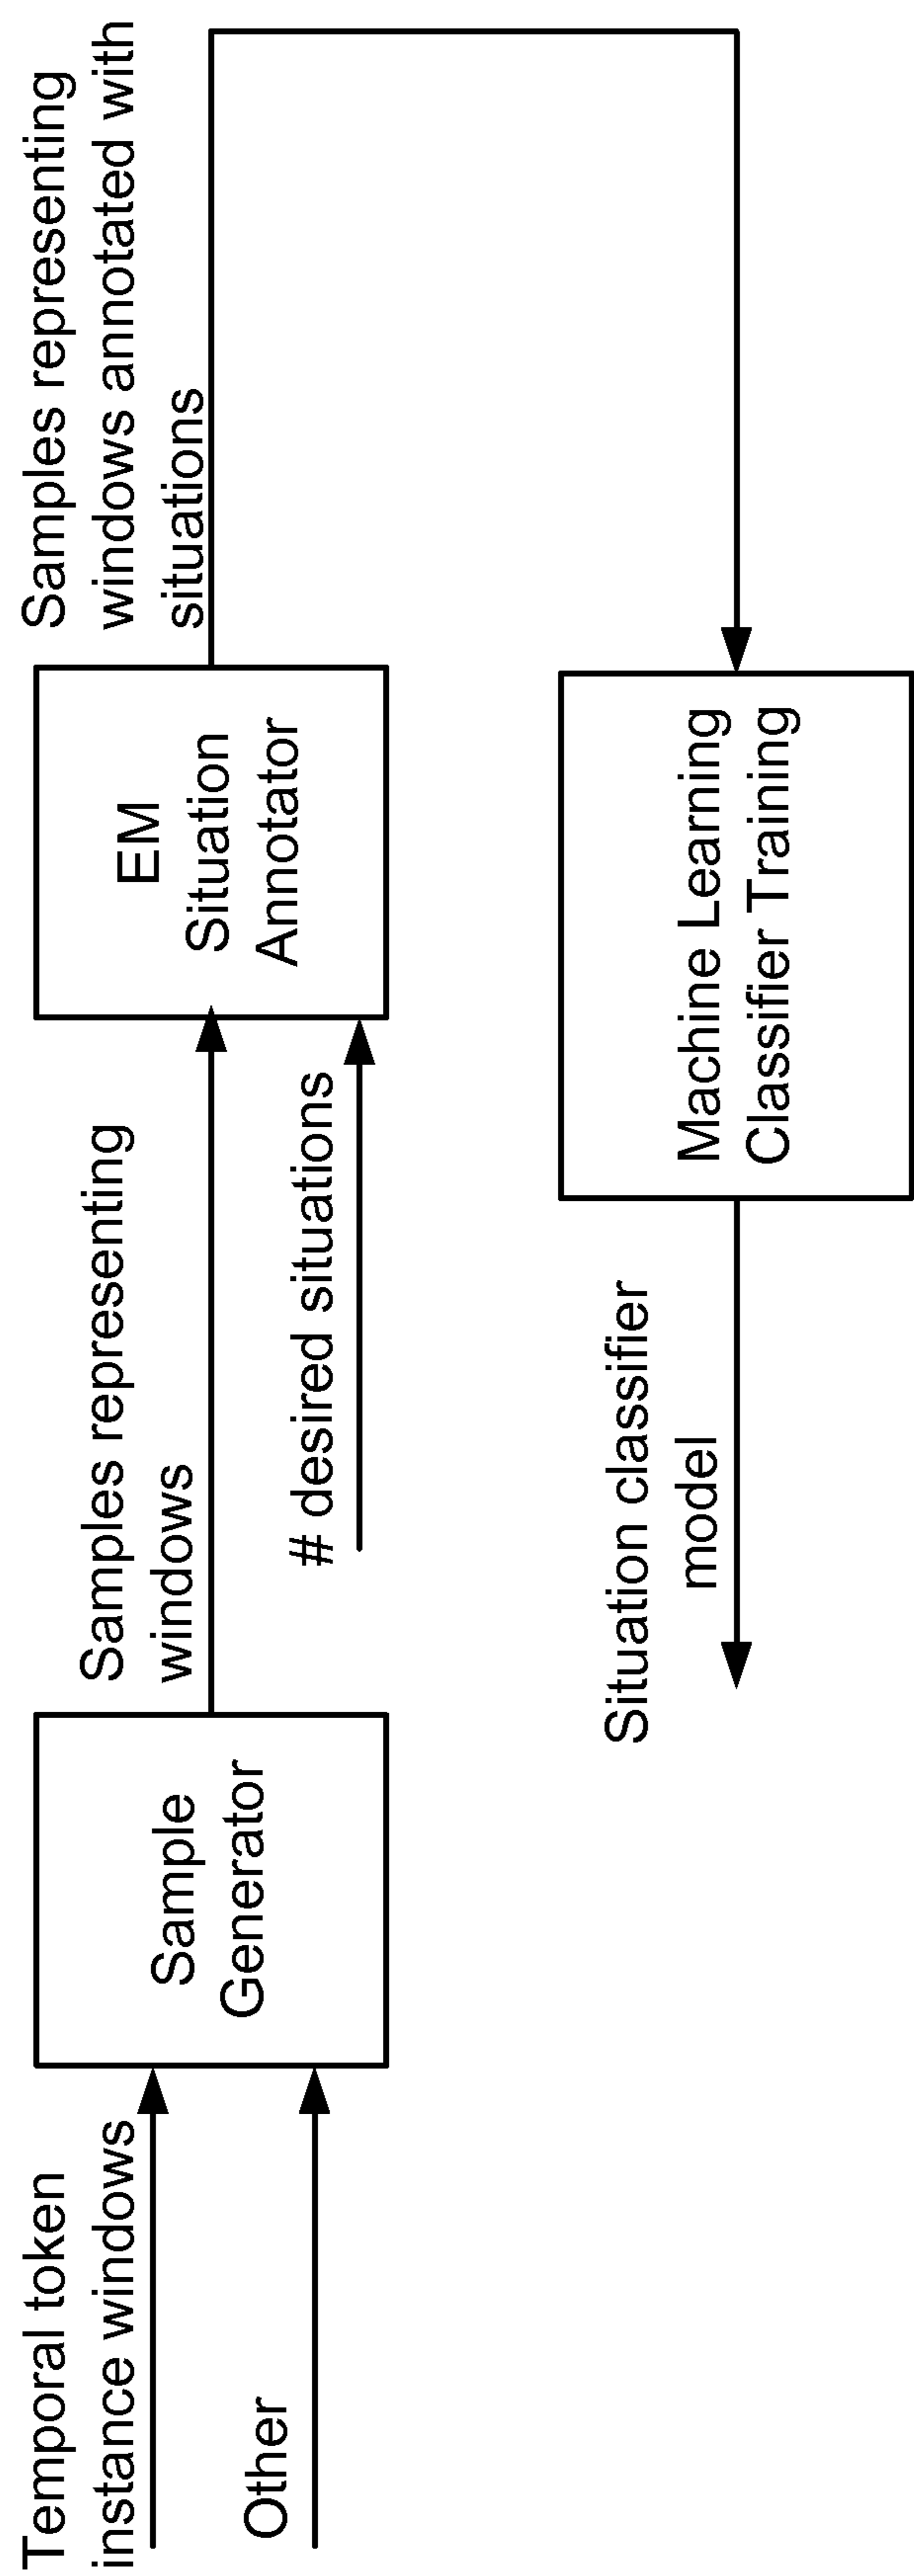 Temporal token
instance windows
Other
Sample
Generator
Samples representing
windows
# desired situations
EM
Situation
Annotator
Samples representing
windows annotated with
situations
Machine Learning
Classifier Training
Situation classifier
model